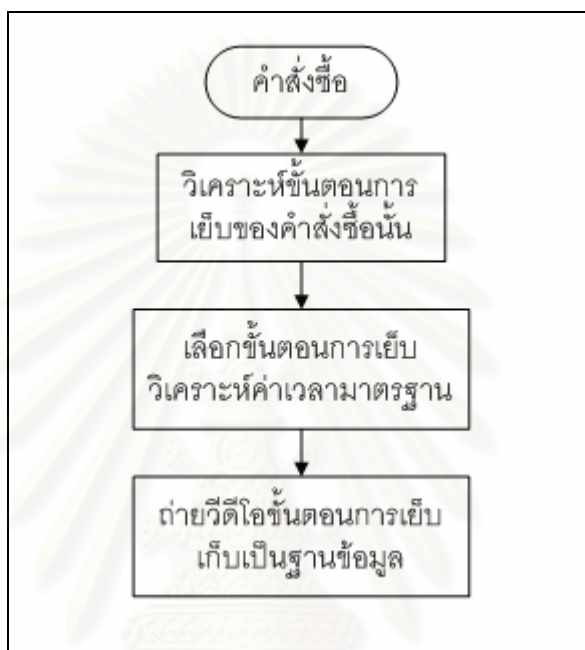 คำสั่งซื้อ
วิเคราะห์ขั้นตอนการ
เย็บของคำสั่งซื้อนั้น
เลือกขั้นตอนการเย็บ
วิเคราะห์ค่าเวลามาตรฐาน
ถ่ายวีดีโอขั้นตอนการเย็บ
เก็บเป็นฐานข้อมูล